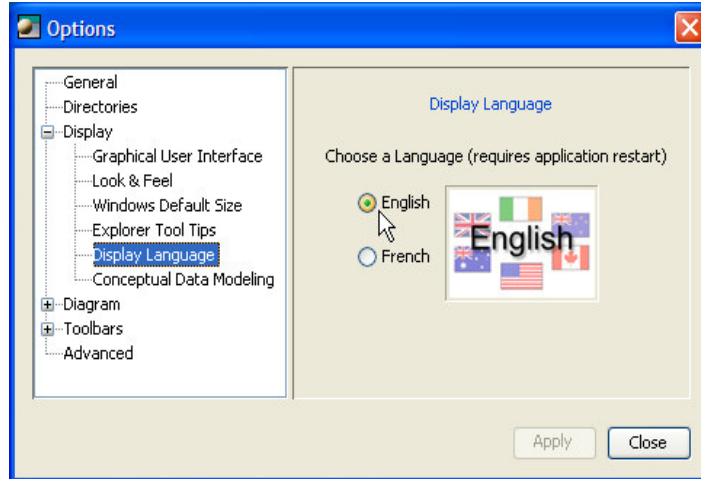 Options
General
Directories
Display
Graphical User Interface
Look & Feel
Windows Default Size
Explorer Tool Tips
Display Language
Conceptual Data Modeling
Diagram
Toolbars
Advanced
Display Language
Choose a Language (requires application restart)
English
French
English
Apply
Close